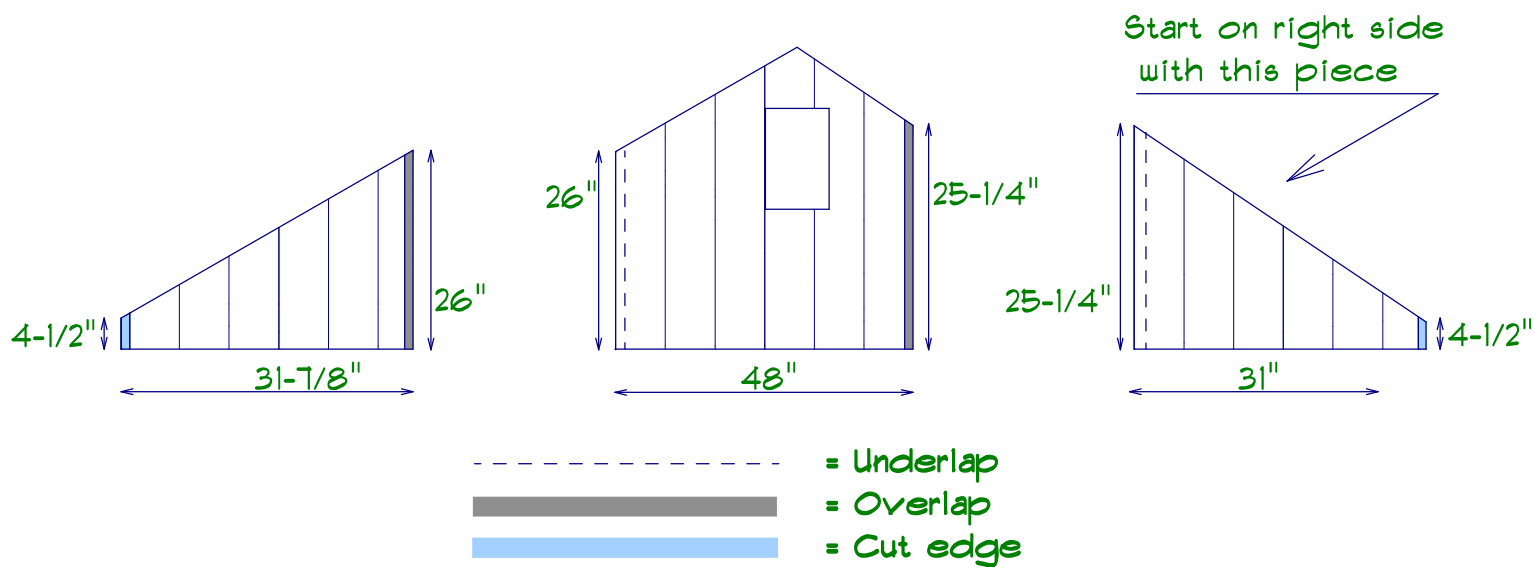 Start on right side
with this piece
26"
25-1/4"
26"
25-1/4"
4-1/2"
4-1/2"
31-7/8"
48"
31"
= Underlap
= Overlap
= Cut edge